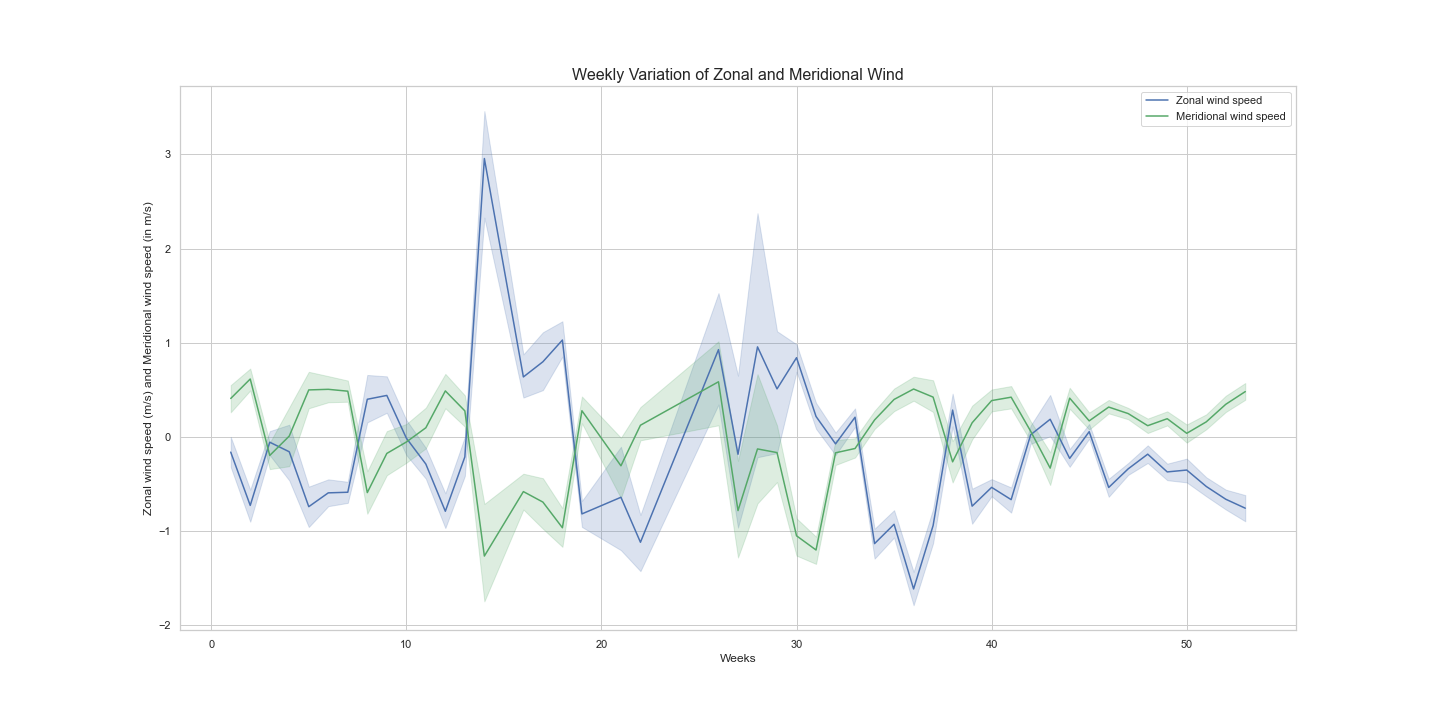 Weekly Variation of Zonal and Meridional Wind
Zonal wind speed
Meridional wind speed
Zonal wind speed (m/s) and Meridional wind speed (in m/s)
3
2
1
0
−1
−2
0 10 20 30 40 50
Weeks